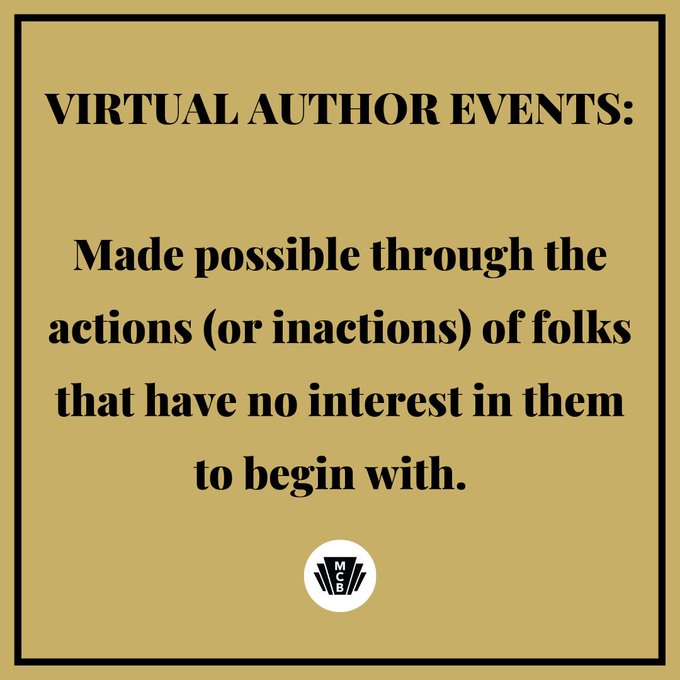 VIRTUAL AUTHOR EVENTS:
Made possible through the
actions (or inactions) of folks
that have no interest in them
to begin with.
M
C
B